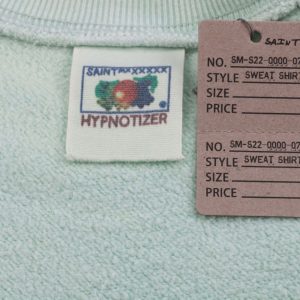 SAINT Mxxxxxx
HYPNOTIZER
SAINT
NO. SM-S22-0000-07
STYLE SWEAT SHIRT
SIZE
PRICE
NO. SM-S22-0000-07
STYLE SWEAT SHIRT
SIZE
PRICE